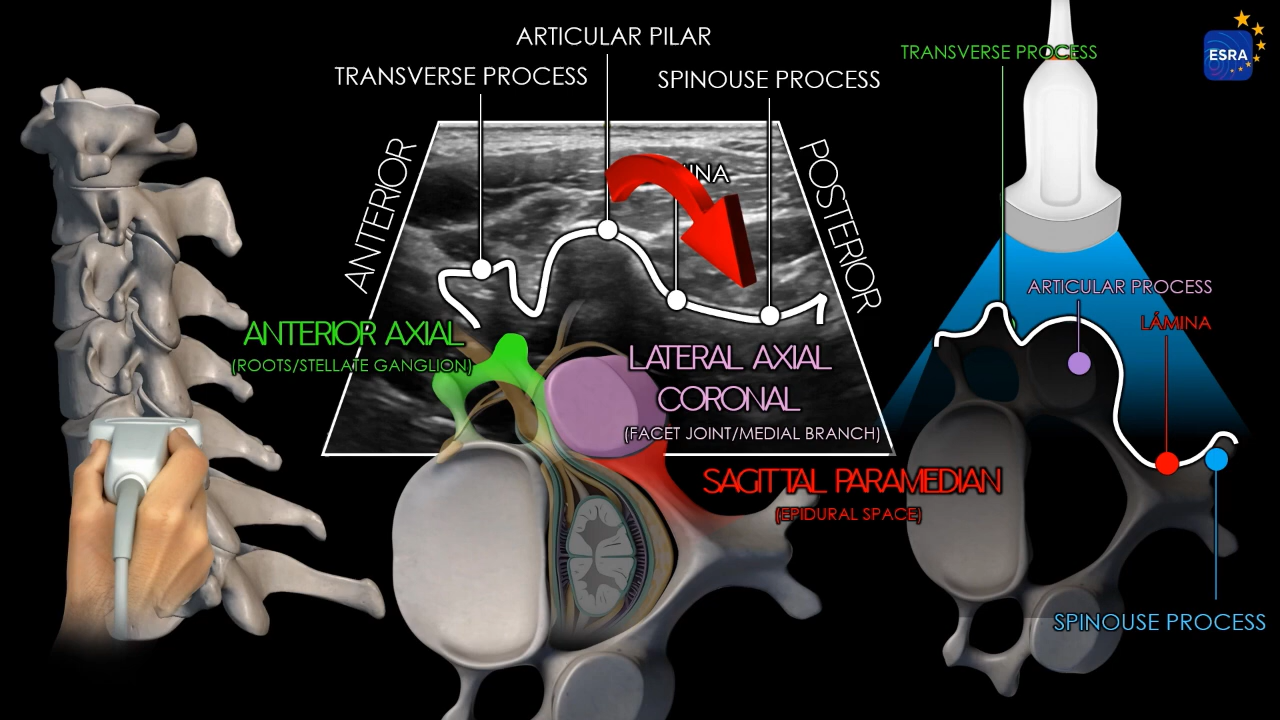 ARTICULAR PILAR
TRANSVERSE PROCESS
SPINOUSE PROCESS
TRANSVERSE PROCESS
ESRA
ANTERIOR
POSTERIOR
ARTICULAR PROCESS
LÁMINA
ANTERIOR AXIAL
(ROOTS/STELLATE GANGLION)
LATERAL AXIAL
CORONAL
(FACET JOINT/MEDIAL BRANCH)
SAGITTAL PARAMEDIAN
(EPIDURAL SPACE)
SPINOUSE PROCESS